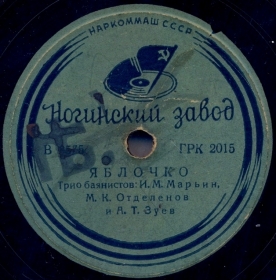 НАРКОММАШ СССР
Ногинский завод
В ГРК 2015
ЯБЛОЧКО
Трио баянистов: И. М. Марьин,
М. К. Отделенов
и А. Т. Зуев